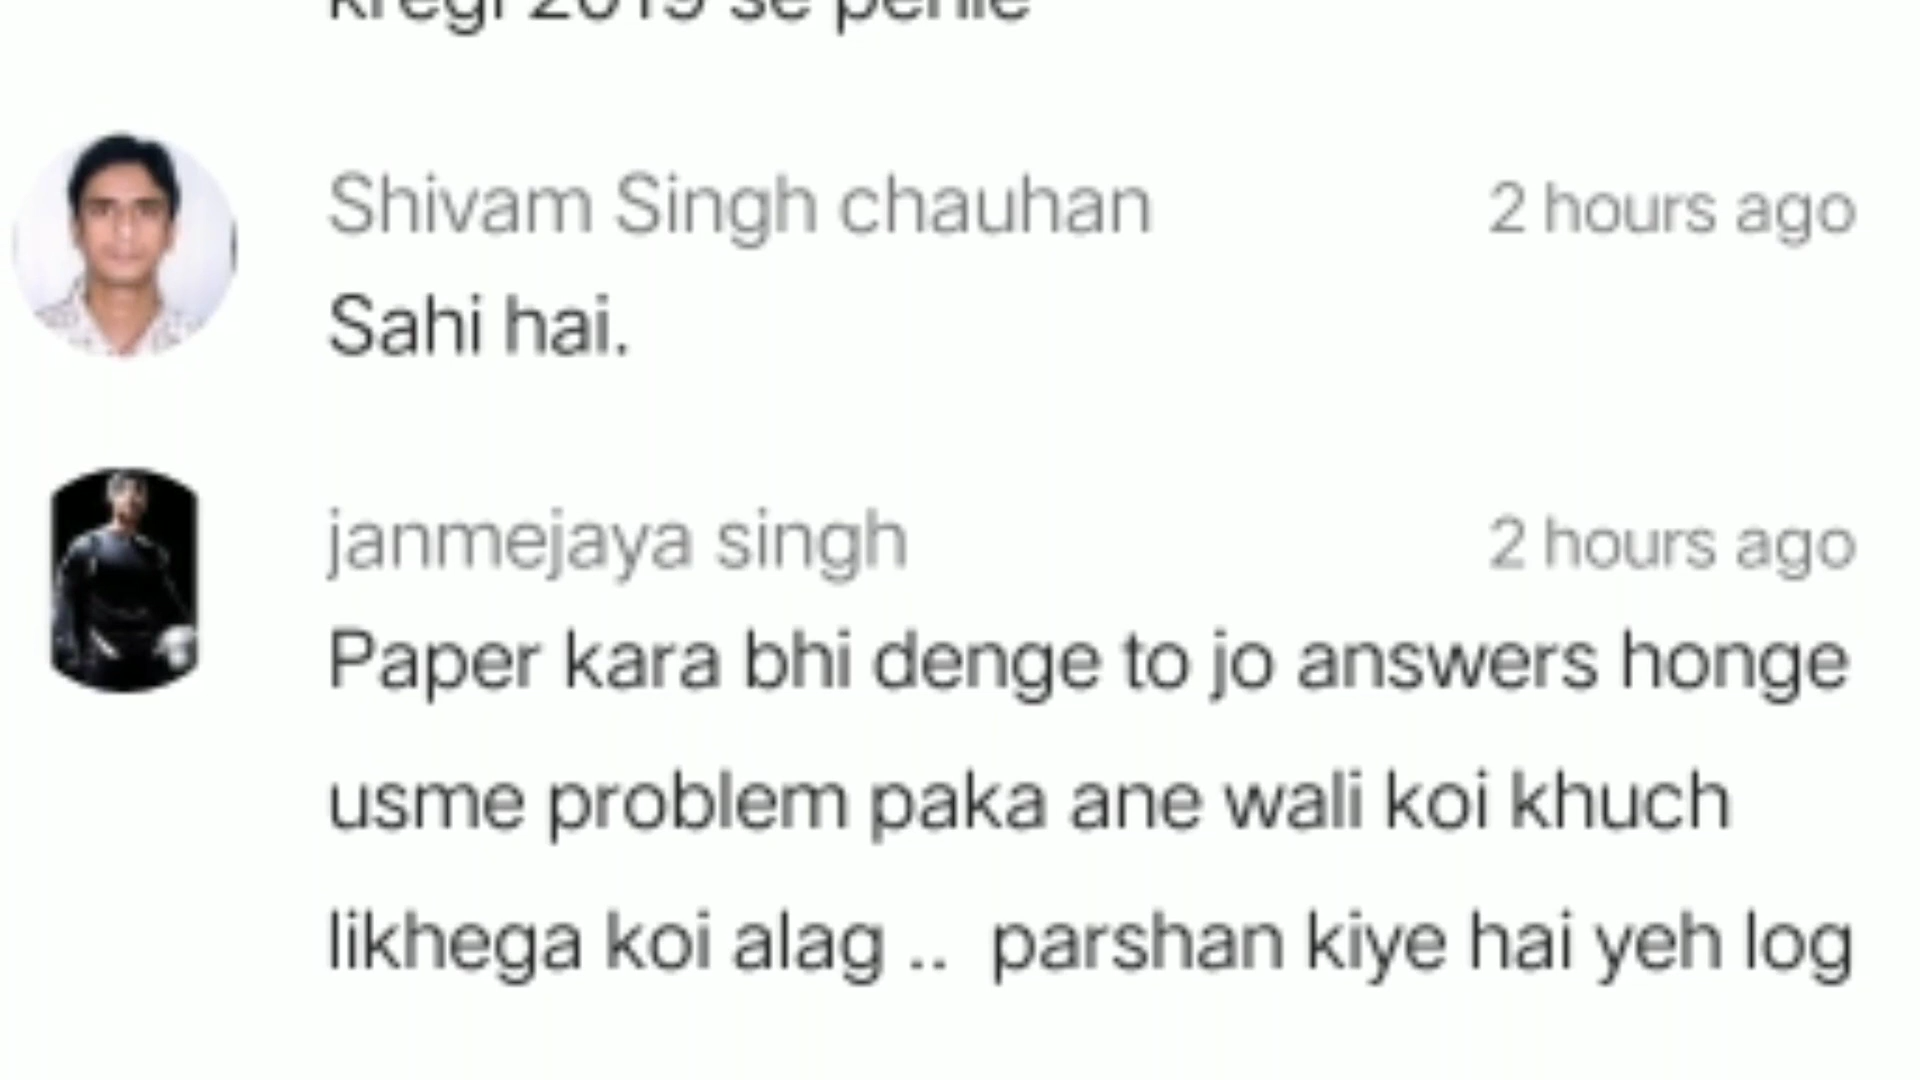 kregi 2019 se pehle
Shivam Singh chauhan
2 hours ago
Sahi hai.
janmejaya singh
2 hours ago
Paper kara bhi denge to jo answers honge
usme problem paka ane wali koi khuch
likhega koi alag .. parshan kiye hai yeh log